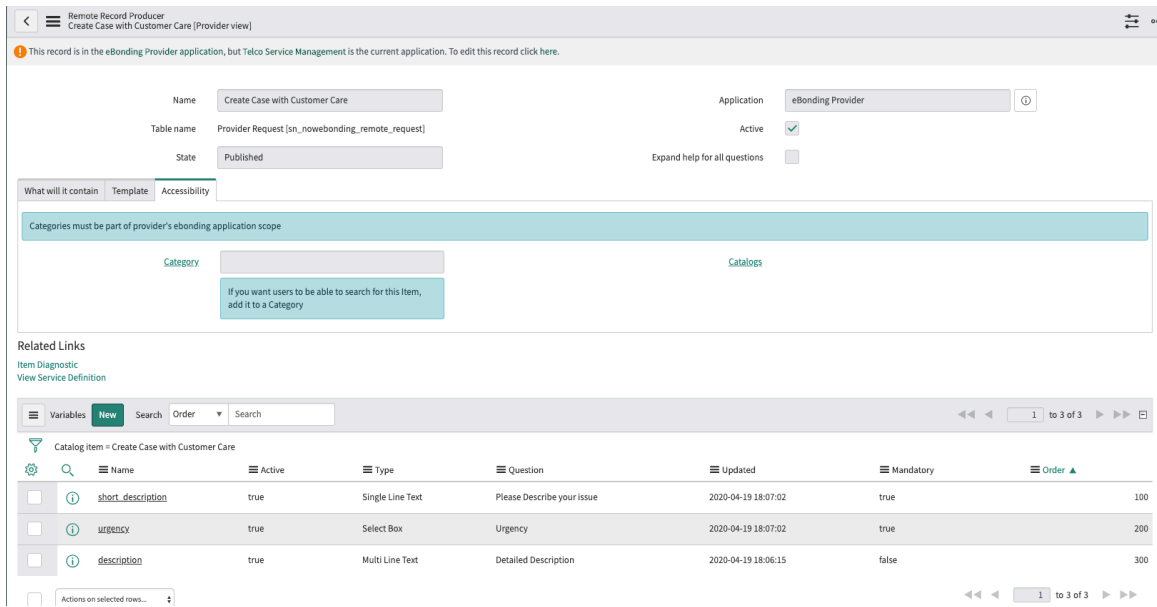 Remote Record Producer
Create Case with Customer Care [Provider view]
This record is in the eBonding Provider application, but Telco Service Management is the current application. To edit this record click here.
Name Create Case with Customer Care Application eBonding Provider
Table name Provider Request [sn_nowebonding_remote_request] Active
State Published Expand help for all questions
What will it contain Template Accessibility
Categories must be part of provider's ebonding application scope
Category Catalogs
If you want users to be able to search for this Item,
add it to a Category
Related Links
Item Diagnostic
View Service Definition
Variables New Search Order Search 1 to 3 of 3
Catalog item = Create Case with Customer Care
Name Active Type Question Updated Mandatory Order
short_description true Single Line Text Please Describe your issue 2020-04-19 18:07:02 true 100
urgency true Select Box Urgency 2020-04-19 18:07:02 true 200
description true Multi Line Text Detailed Description 2020-04-19 18:06:15 false 300
Actions on selected rows... 1 to 3 of 3